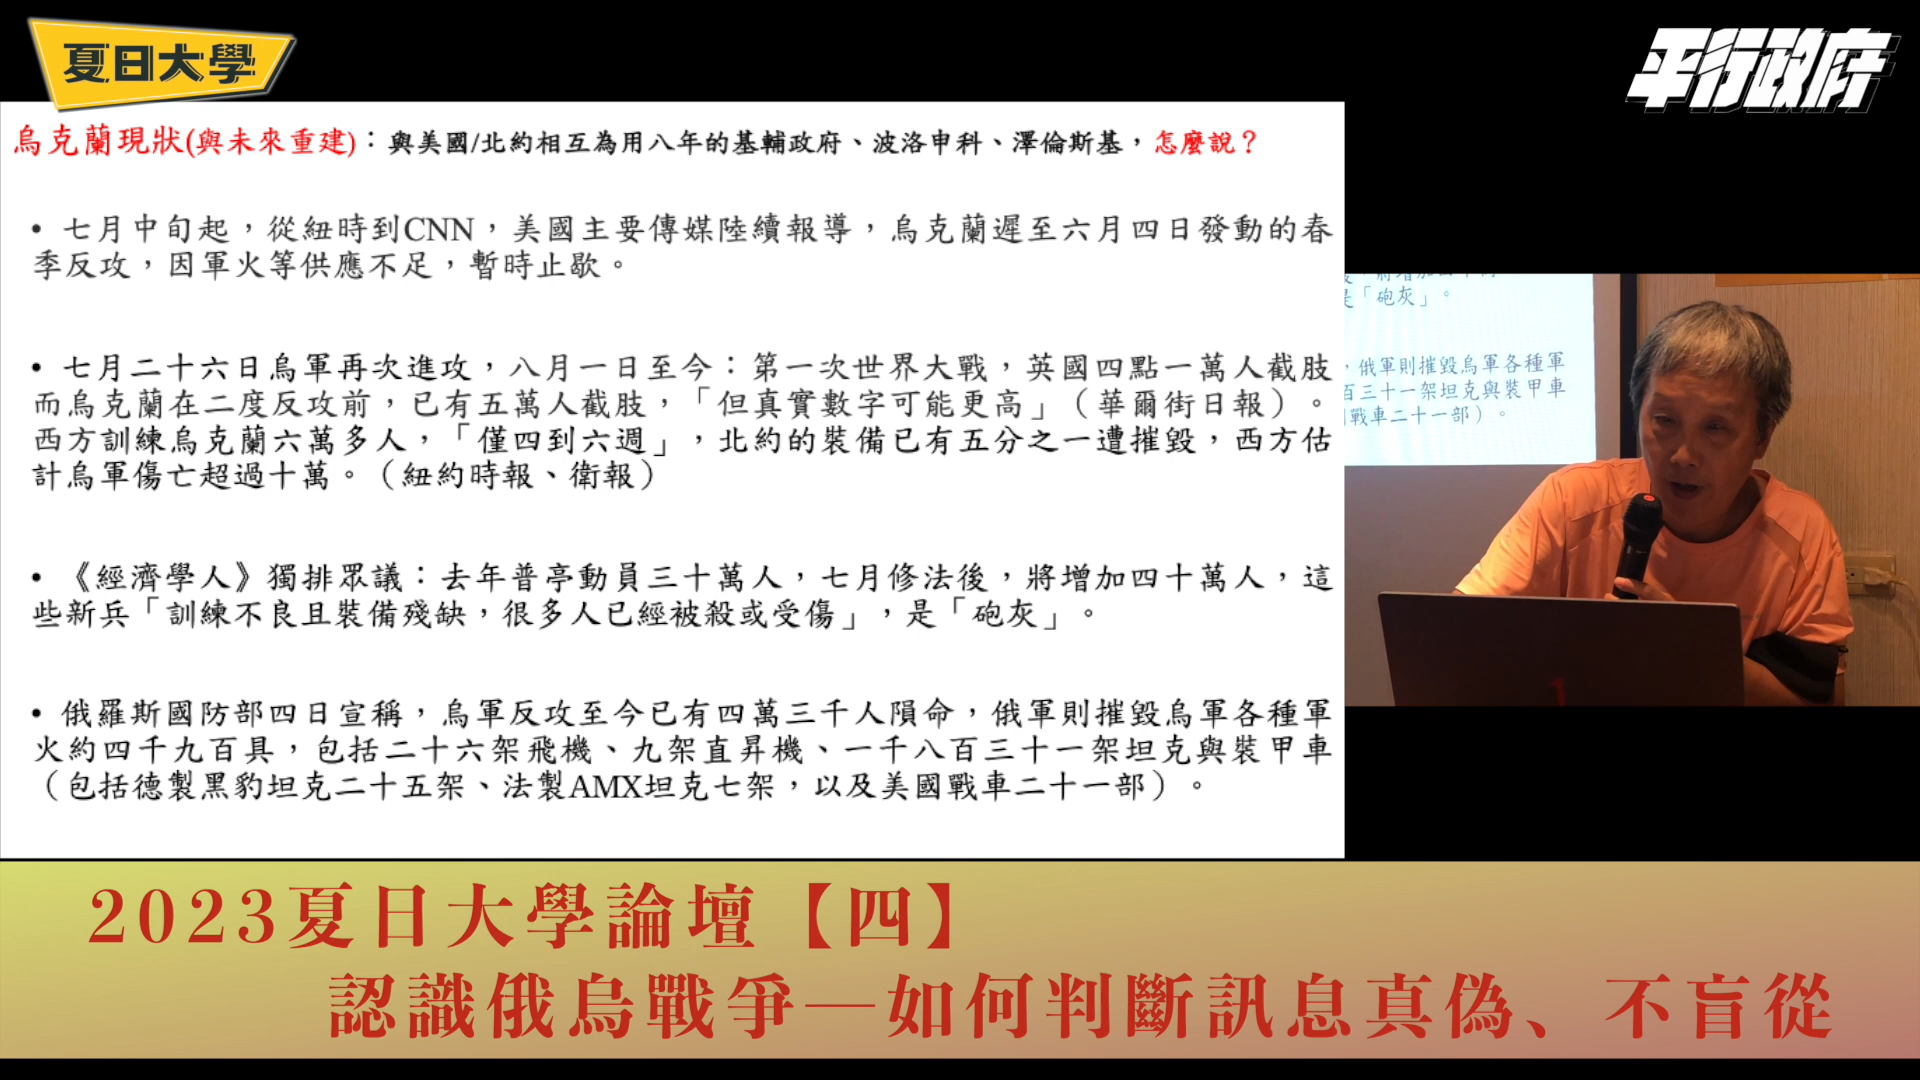 夏日大學
平行政府
烏克蘭現狀(與未來重建)：與美國/北約相互為用八年的基輔政府、波洛申科、澤倫斯基，怎麼說？
• 七月中旬起，從紐時到CNN，美國主要傳媒陸續報導，烏克蘭遲至六月四日發動的春
季反攻，因軍火等供應不足，暫時止歇。
• 七月二十六日烏軍再次進攻，八月一日至今：第一次世界大戰，英國四點一萬人截肢
而烏克蘭在二度反攻前，已有五萬人截肢，「但真實數字可能更高」（華爾街日報）。
西方訓練烏克蘭六萬多人，「僅四到六週」，北約的裝備已有五分之一遭摧毀，西方估
計烏軍傷亡超過十萬。（紐約時報、衛報）
• 《經濟學人》獨排眾議：去年普亭動員三十萬人，七月修法後，將增加四十萬人，這
些新兵「訓練不良且裝備殘缺，很多人已經被殺或受傷」，是「砲灰」。
• 俄羅斯國防部四日宣稱，烏軍反攻至今已有四萬三千人隕命，俄軍則摧毀烏軍各種軍
火約四千九百具，包括二十六架飛機、九架直昇機、一千八百三十一架坦克與裝甲車
（包括德製黑豹坦克二十五架、法製AMX坦克七架，以及美國戰車二十一部）。
是「砲灰」。
，俄軍則摧毀烏軍各種軍
百三十一架坦克與裝甲車
戰車二十一部）。
2023夏日大學論壇【四】
認識俄烏戰爭—如何判斷訊息真偽、不盲從